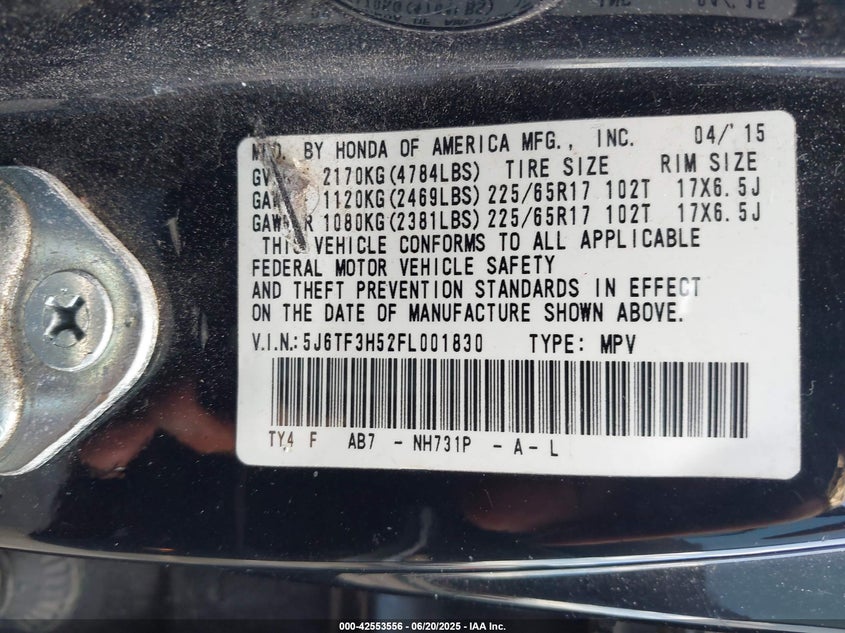 MFD. BY HONDA OF AMERICA MFG., INC. 04/'15
2170KG(4784LBS) TIRE SIZE RIM SIZE
1120KG(2469LBS) 225/65R17 102T 17X6.5J
1080KG(2381LBS) 225/65R17 102T 17X6.5J
THIS VEHICLE CONFORMS TO ALL APPLICABLE
FEDERAL MOTOR VEHICLE SAFETY
AND THEFT PREVENTION STANDARDS IN EFFECT
ON THE DATE OF MANUFACTURE SHOWN ABOVE.
V.I.N:5J6TF3H52FL001830 TYPE: MPV
TY4 F AB7 - NH731P - A - L
000-42553556 - 06/20/2025 - IAA Inc.